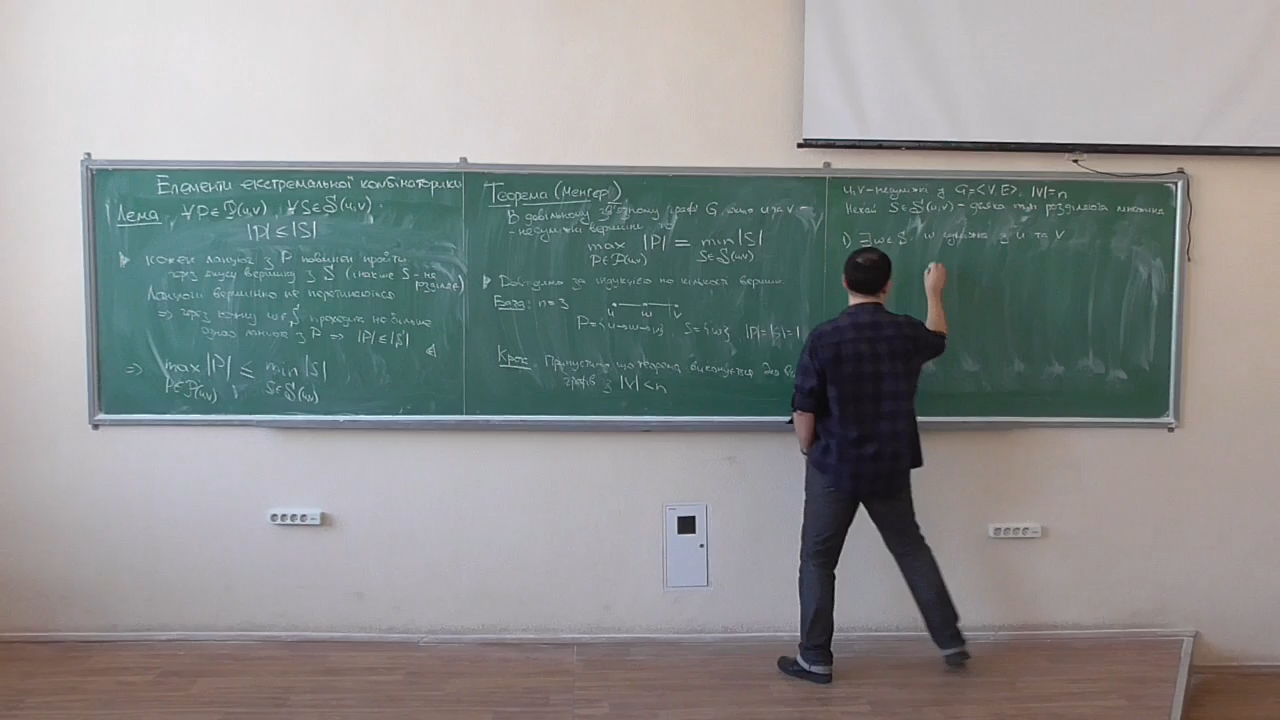 Елементи екстремальної комбінаторики
Лема. ∀P∈𝒫(u,v) ∀S∈𝒮(u,v).
|P| ≤ |S|
▶ Кожен ланцюг з P повинен пройти
через якусь вершину з S (інакше S - не
розділяє)
Ланцюги вершинно не перетинаються
⇒ через кожну w∈S проходить не більше
одного ланцюга з P ⇒ |P|≤|S|
⇒ max |P| ≤ min |S|
P∈𝒫(u,v) S∈𝒮(u,v)
Теорема (Менгер)
В довільному зв'язному графі G, якщо u та v -
- несуміжні вершини, то
max |P| = min |S|
P∈𝒫(u,v) S∈𝒮(u,v)
▶ Доведемо за індукцією по кількості вершин.
База: n=3
u w v
P={u→w→v}, S={w} |P|=|S|=1
Крок: Припустимо, що теорема виконується для
графів з |V|<n
u,v - несуміжні з G=<V,E>, |V|=n
Нехай S∈𝒮(u,v) - деяка розділяюча множина
1) ∃w∈S: w суміжна з u та v